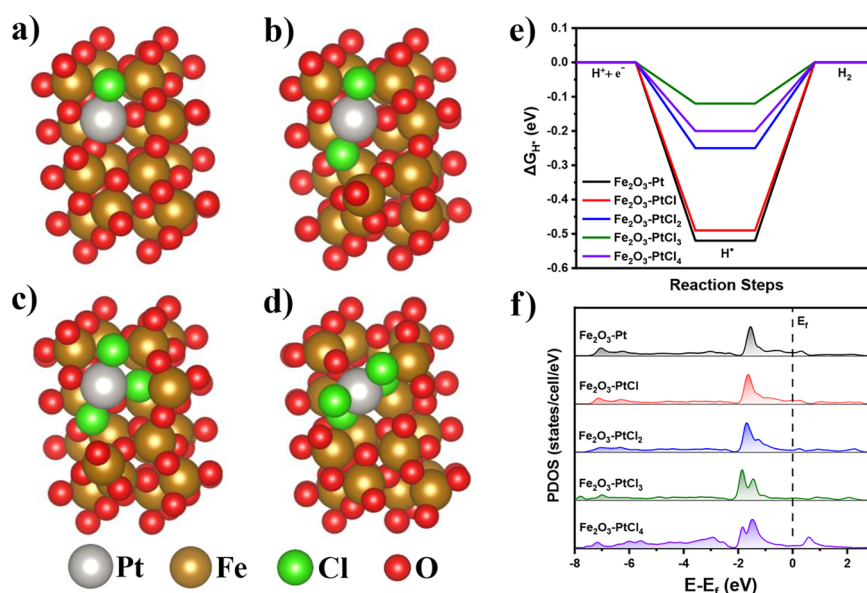 a)
b)
c)
d)
Pt
Fe
Cl
O
e)
0.1
0.0
-0.1
-0.2
-0.3
-0.4
-0.5
-0.6
ΔG_H* (eV)
H⁺+ e⁻
H₂
Fe₂O₃-Pt
Fe₂O₃-PtCl
Fe₂O₃-PtCl₂
Fe₂O₃-PtCl₃
Fe₂O₃-PtCl₄
H*
Reaction Steps
f)
E_f
Fe₂O₃-Pt
Fe₂O₃-PtCl
Fe₂O₃-PtCl₂
Fe₂O₃-PtCl₃
Fe₂O₃-PtCl₄
PDOS (states/cell/eV)
-8 -6 -4 -2 0 2
E-E_f (eV)